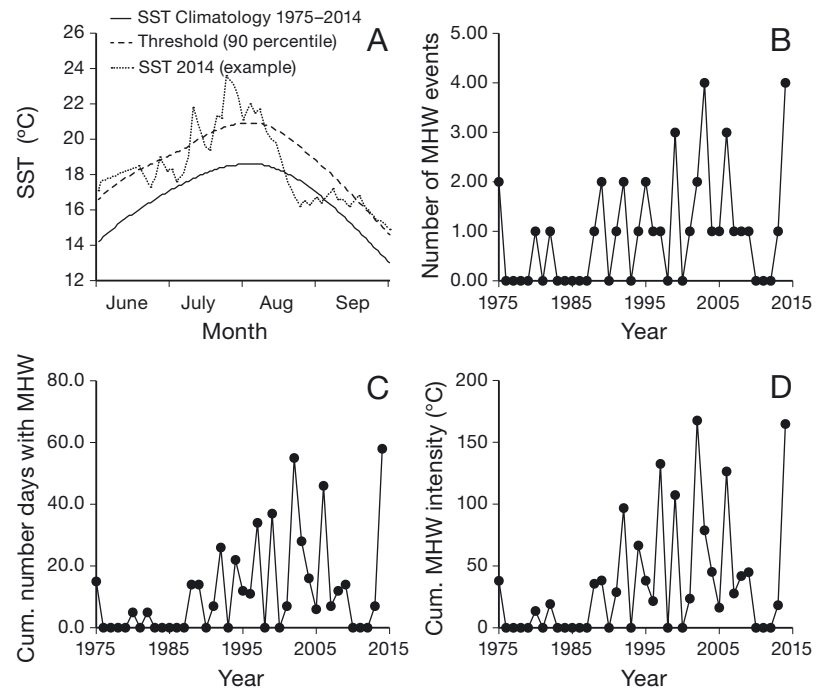 SST Climatology 1975–2014
Threshold (90 percentile)
SST 2014 (example)
A
26
24
22
20
18
16
14
12
SST (°C)
June July Aug Sep
Month
B
5.00
4.00
3.00
2.00
1.00
0.00
Number of MHW events
1975 1985 1995 2005 2015
Year
C
80.0
60.0
40.0
20.0
0.0
Cum. number days with MHW
1975 1985 1995 2005 2015
Year
D
200
150
100
50
0
Cum. MHW intensity (°C)
1975 1985 1995 2005 2015
Year